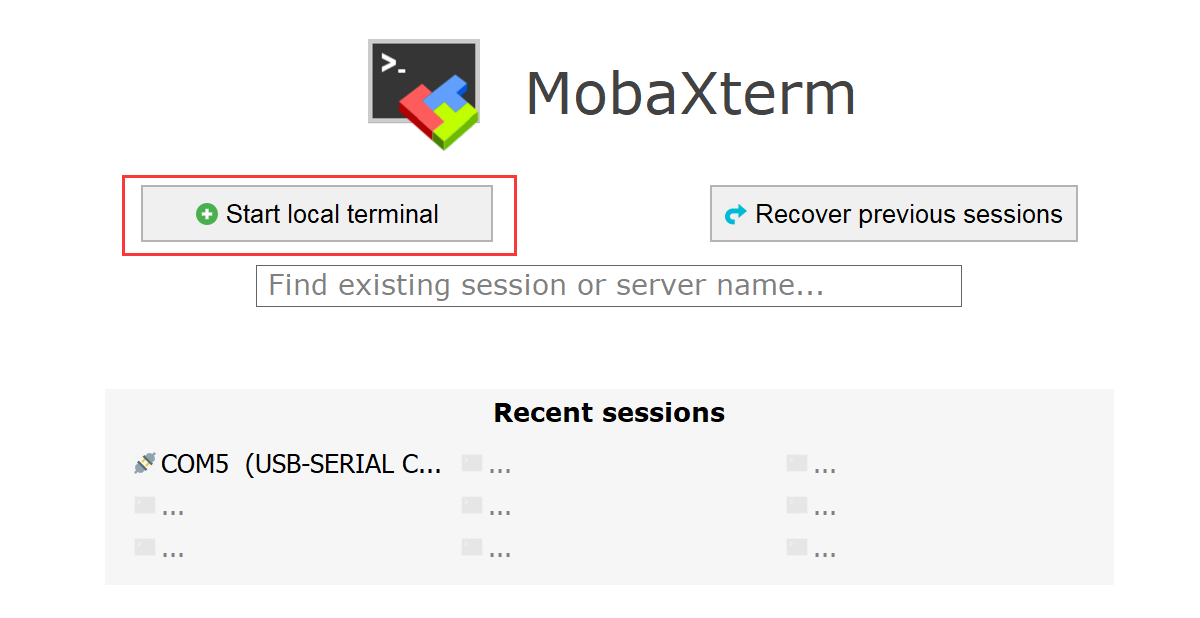 >_
MobaXterm
Start local terminal
Recover previous sessions
Find existing session or server name...
Recent sessions
COM5 (USB-SERIAL C... ... ...
... ... ...
... ... ...